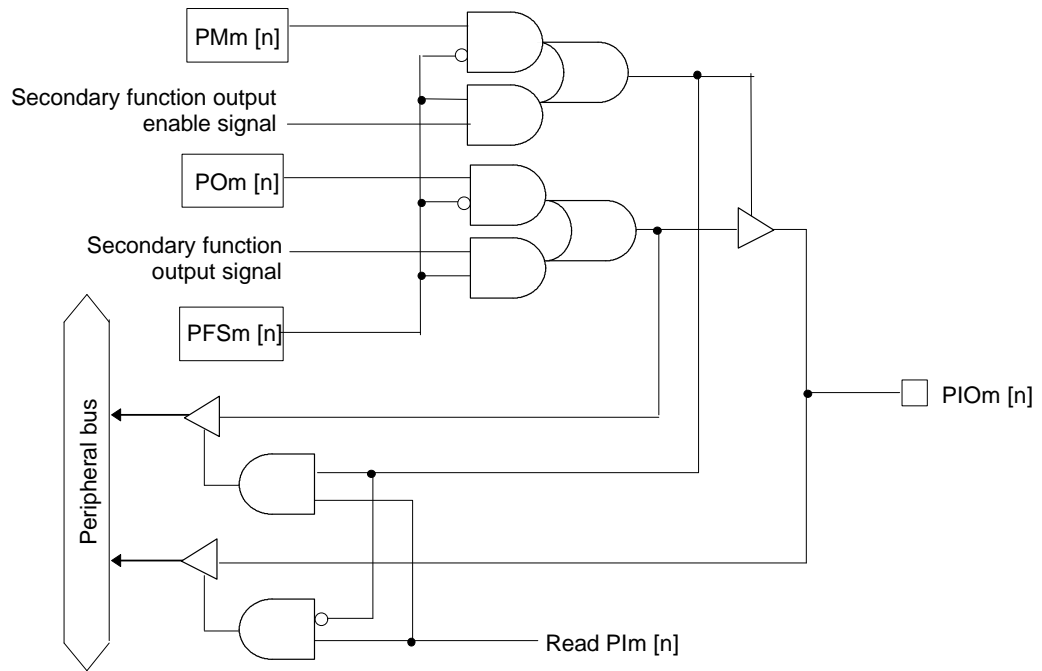 PMm [n]
Secondary function output
enable signal
POm [n]
Secondary function
output signal
PFSm [n]
PIOm [n]
Peripheral bus
Read PIm [n]